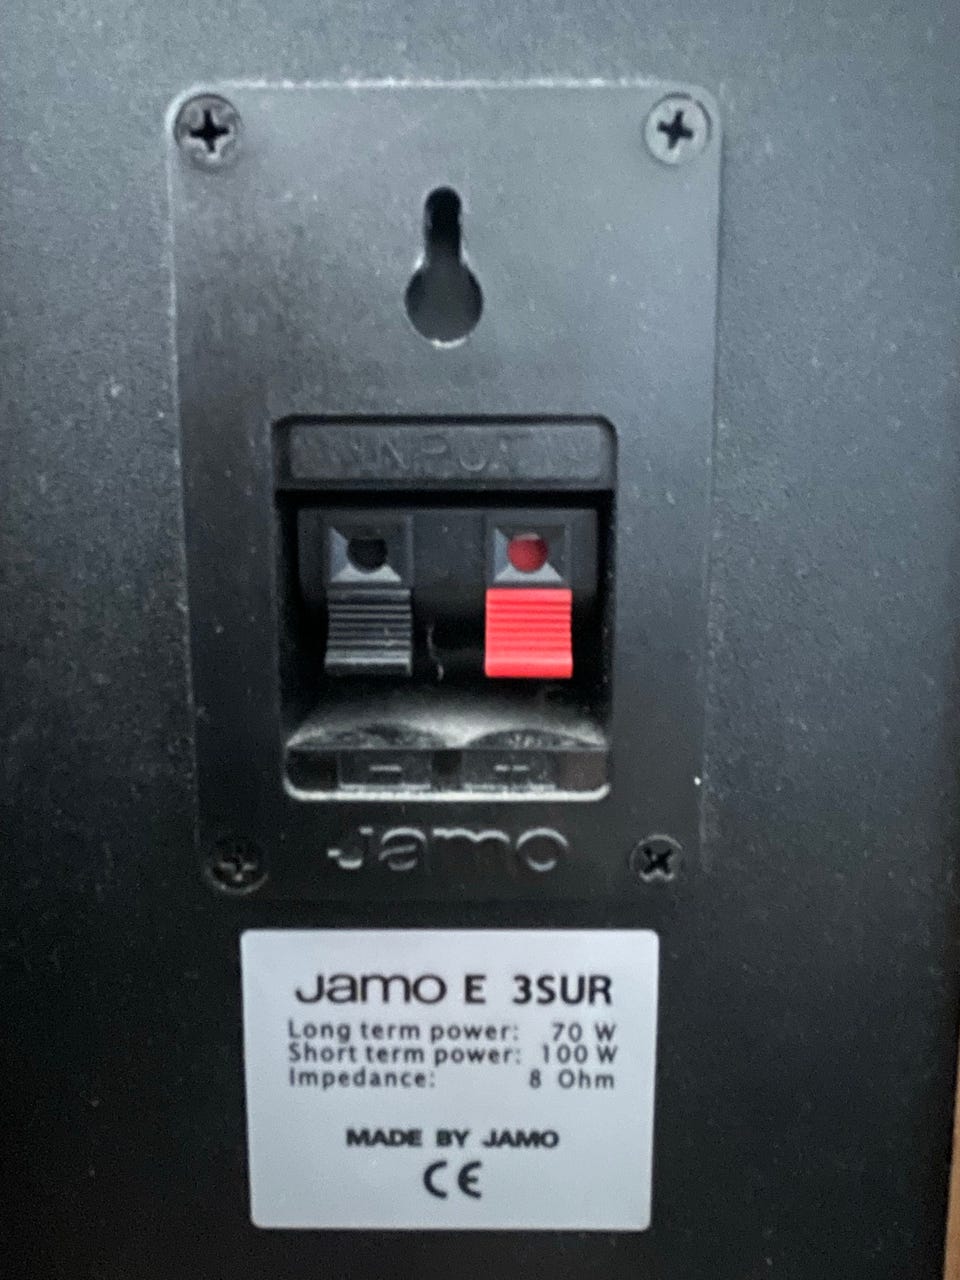 INPUT
Jamo
Jamo E 3SUR
Long term power: 70 W
Short term power: 100 W
Impedance: 8 Ohm
MADE BY JAMO
CE